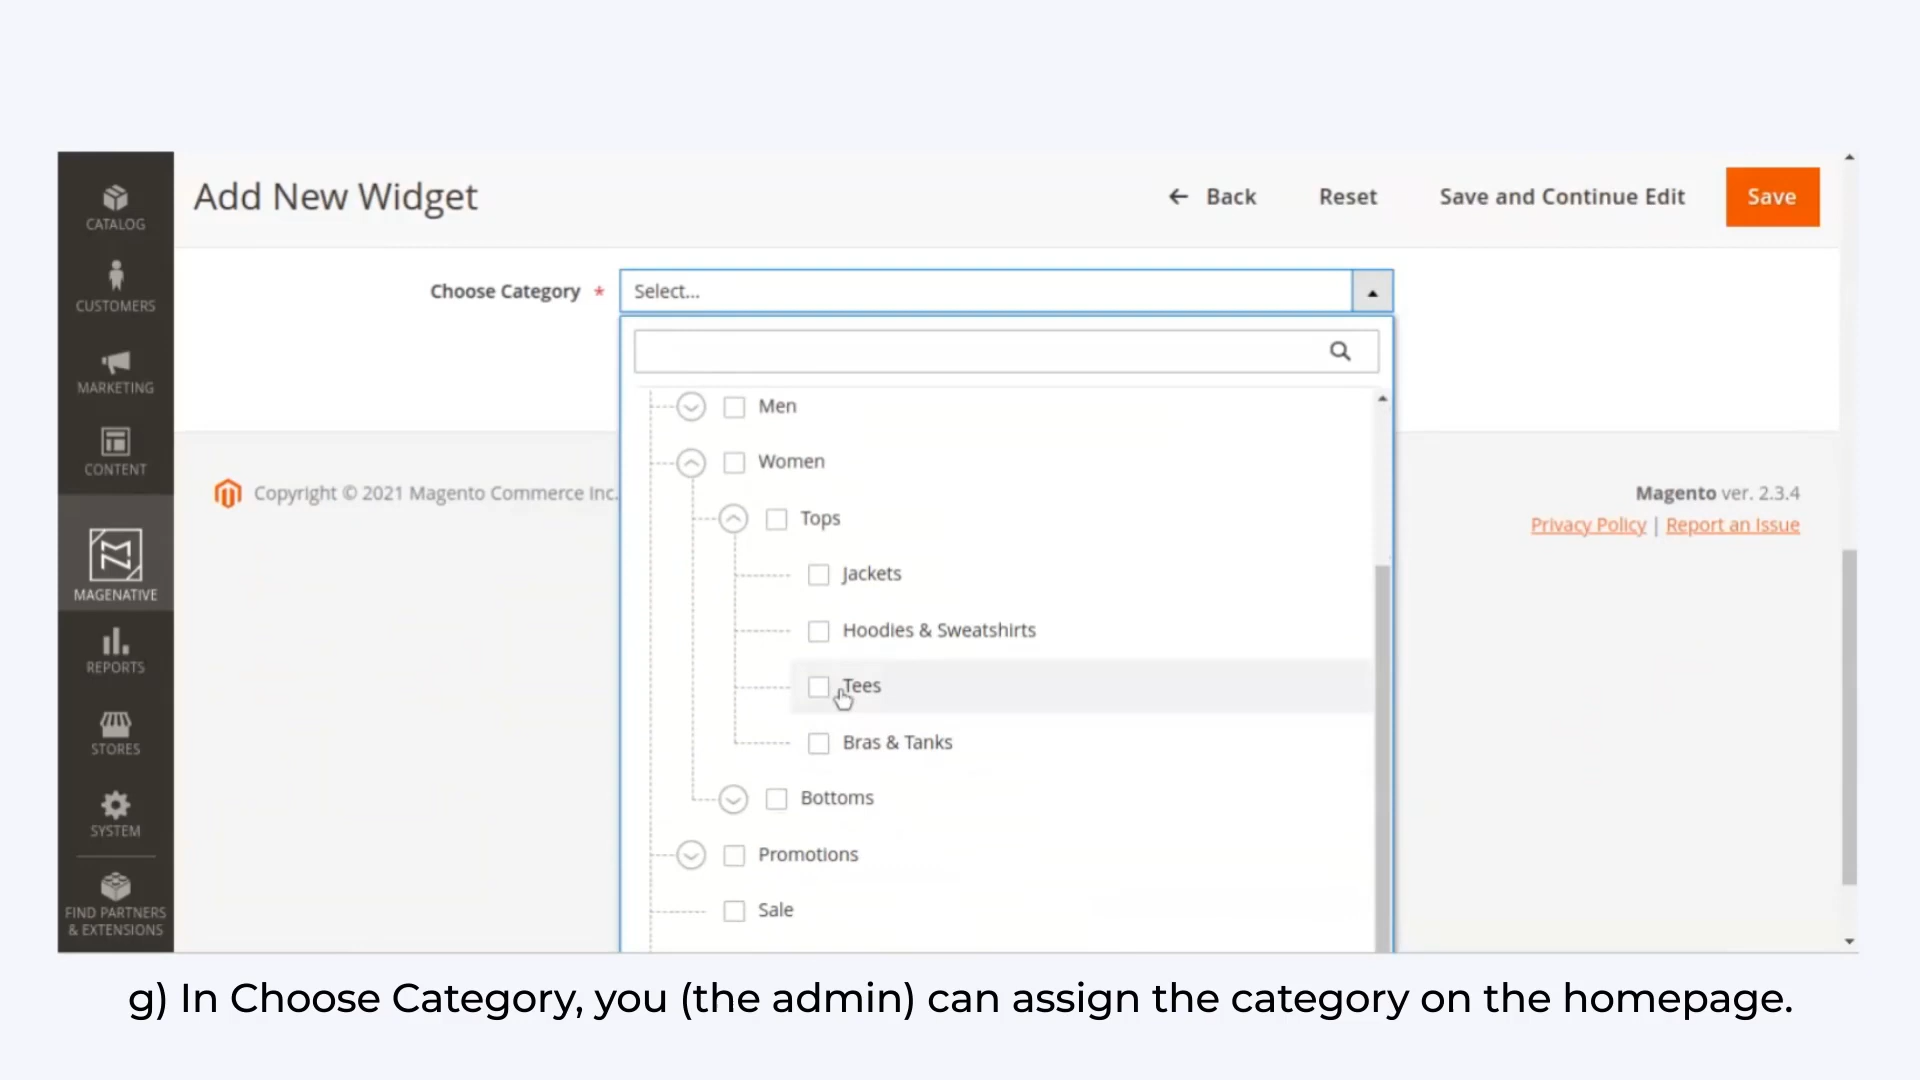 Add New Widget
Back
Reset
Save and Continue Edit
Save
CATALOG
CUSTOMERS
MARKETING
CONTENT
MAGENATIVE
REPORTS
STORES
SYSTEM
FIND PARTNERS
& EXTENSIONS
Choose Category *
Select...
Men
Women
Tops
Jackets
Hoodies & Sweatshirts
Tees
Bras & Tanks
Bottoms
Promotions
Sale
Copyright © 2021 Magento Commerce Inc.
Magento ver. 2.3.4
Privacy Policy | Report an Issue
g) In Choose Category, you (the admin) can assign the category on the homepage.